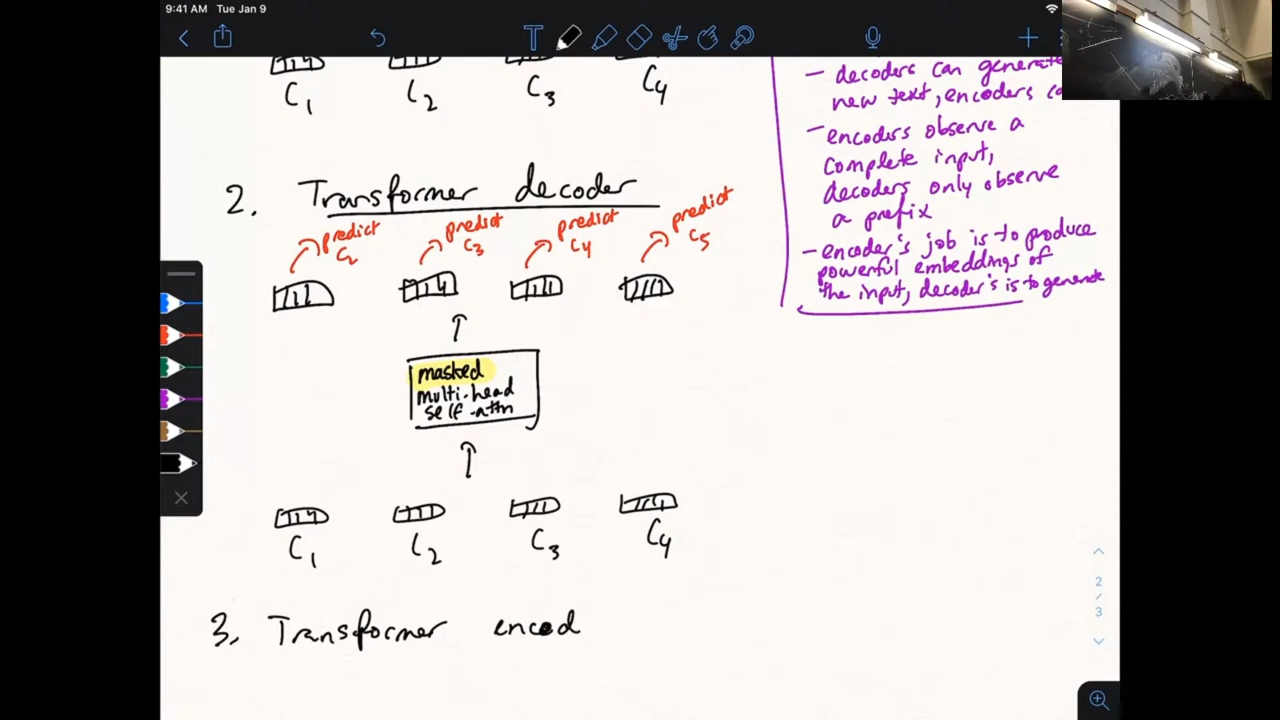 9:41 AM Tue Jan 9
C1 C2 C3 C4
- decoders can generate
new text, encoders
- encoders observe a
complete input,
decoders only observe
a prefix
- encoder's job is to produce
powerful embeddings of
the input, decoder's is to generate
2. Transformer decoder
predict C2
predict C3
predict C4
predict C5
masked
multi-head
self-attn
C1 C2 C3 C4
3. Transformer encod
2
/
3